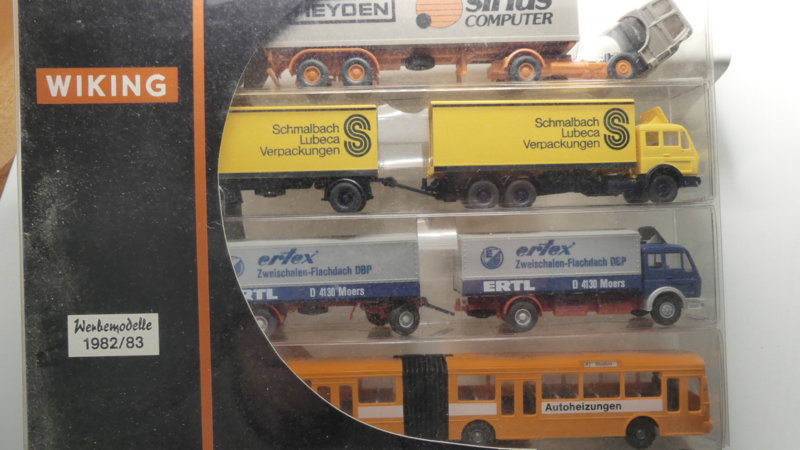 HEYDEN
sirius
COMPUTER
WIKING
Schmalbach
Lubeca
Verpackungen
Schmalbach
Lubeca
Verpackungen
ertex
Zweischalen-Flachdach DBP
ERTL D 4130 Moers
ertex
Zweischalen-Flachdach DBP
ERTL D 4130 Moers
Werbemodelle
1982/83
Autoheizungen